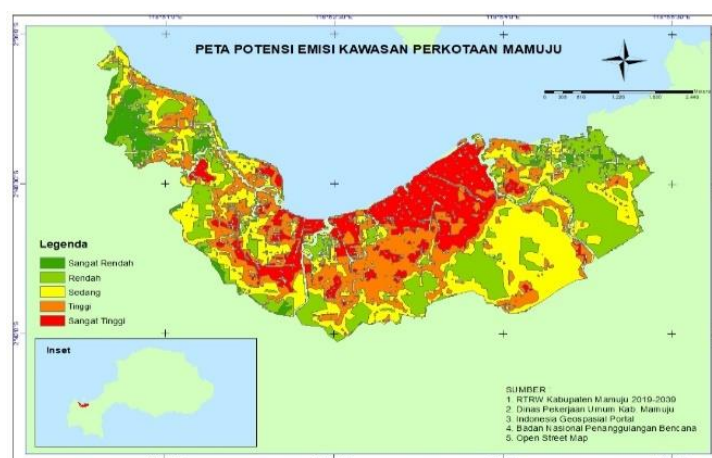 PETA POTENSI EMISI KAWASAN PERKOTAAN MAMUJU
Legenda
Sangat Rendah
Rendah
Sedang
Tinggi
Sangat Tinggi
Inset
SUMBER :
1. RTRW Kabupaten Mamuju 2019-2039
2. Dinas Pekerjaan Umum Kab. Mamuju
3. Indonesia Geospasial Portal
4. Badan Nasional Penanggulangan Bencana
5. Open Street Map